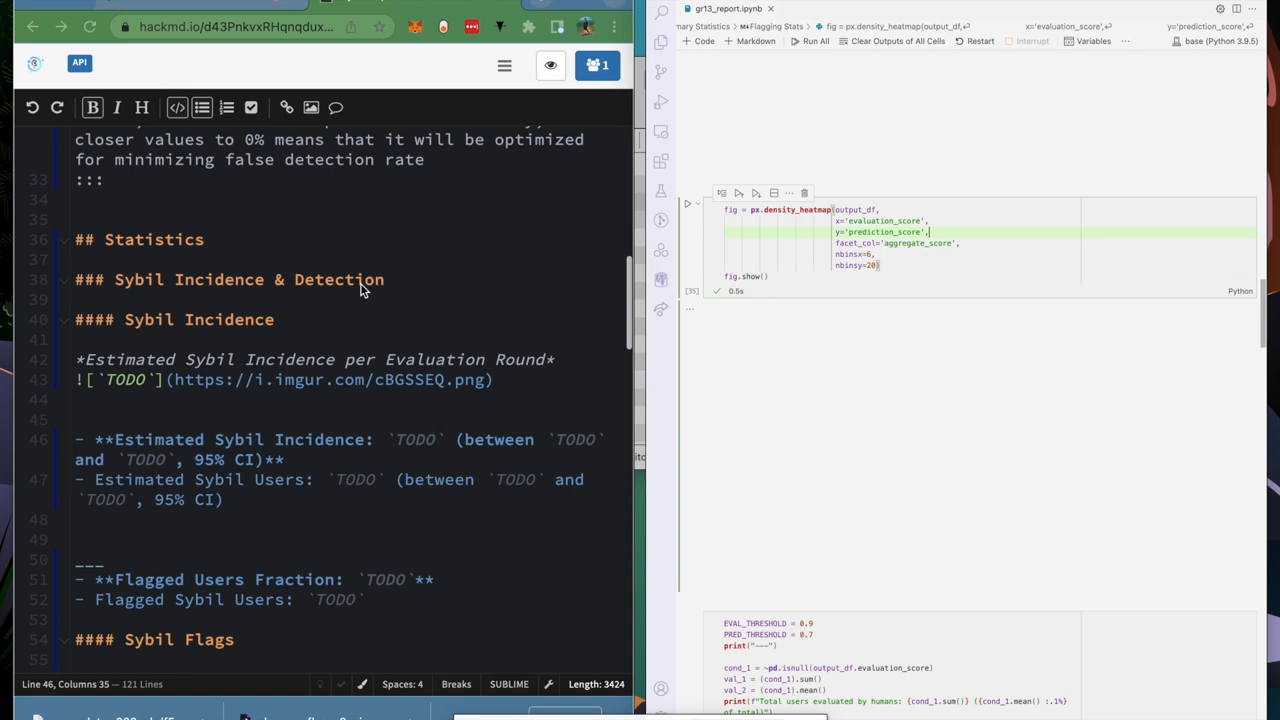 hackmd.io/d43PnkvxRHqnqdux...
API
1
closer values to 0% means that it will be optimized
for minimizing false detection rate
33 :::
34
35
36 ## Statistics
37
38 ### Sybil Incidence & Detection
39
40 #### Sybil Incidence
41
42 *Estimated Sybil Incidence per Evaluation Round*
43 ![`TODO`](https://i.imgur.com/cBGSSEQ.png)
44
45
46 - **Estimated Sybil Incidence: `TODO` (between `TODO`
and `TODO`, 95% CI)**
47 - Estimated Sybil Users: `TODO` (between `TODO` and
`TODO`, 95% CI)
48
49
50 ___
51 - **Flagged Users Fraction: `TODO`**
52 - Flagged Sybil Users: `TODO`
53
54 #### Sybil Flags
55
Line 46, Columns 35 — 121 Lines
Spaces: 4
Breaks
SUBLIME
Length: 3424
gr13_report.ipynb
mary Statistics > Flagging Stats > fig = px.density_heatmap(output_df,↵ x='evaluation_score',↵ y='prediction_score',↵
+ Code + Markdown Run All Clear Outputs of All Cells Restart Interrupt Variables ... base (Python 3.9.5)
fig = px.density_heatmap(output_df,
x='evaluation_score',
y='prediction_score',
facet_col='aggregate_score',
nbinsx=6,
nbinsy=20)
fig.show()
[35] 0.5s Python
...
EVAL_THRESHOLD = 0.9
PRED_THRESHOLD = 0.7
print("---")
cond_1 = ~pd.isnull(output_df.evaluation_score)
val_1 = (cond_1).sum()
val_2 = (cond_1).mean()
print(f"Total users evaluated by humans: {cond_1.sum()} ({cond_1.mean() :.1%}
of total)")